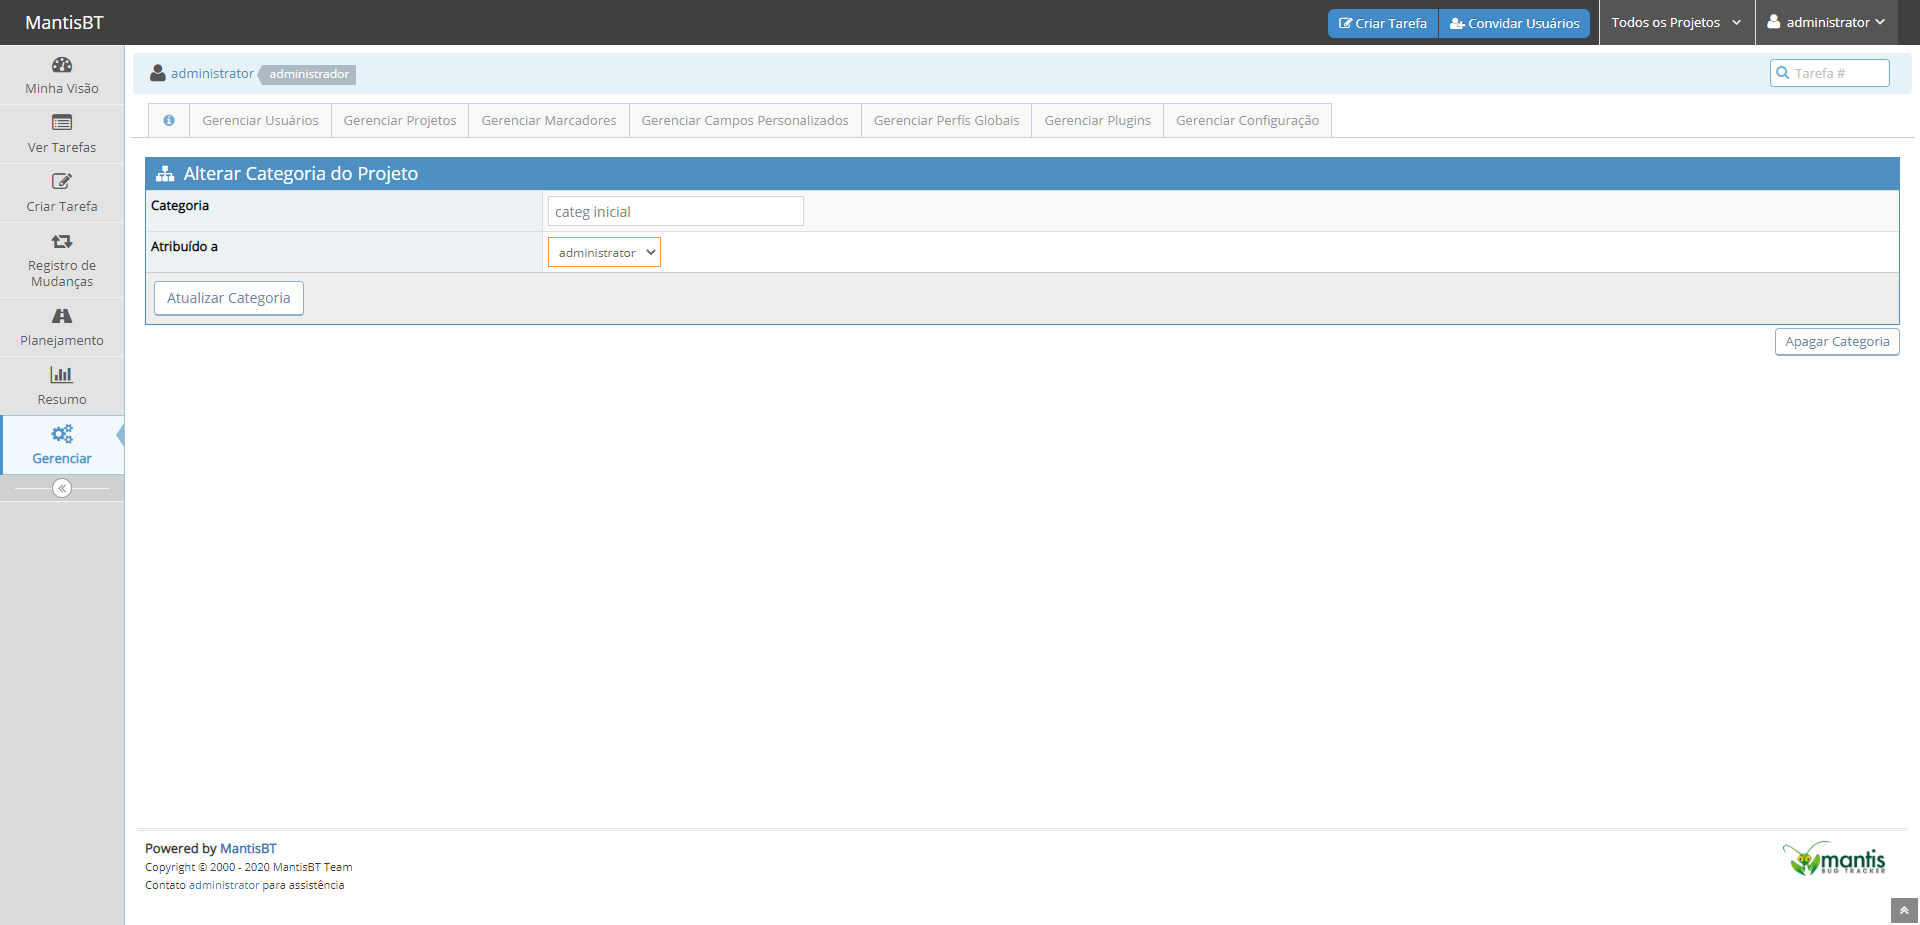 MantisBT
Criar Tarefa
Convidar Usuários
Todos os Projetos
administrator
Minha Visão
Ver Tarefas
Criar Tarefa
Registro de
Mudanças
Planejamento
Resumo
Gerenciar
administrator administrador
Tarefa #
Gerenciar Usuários
Gerenciar Projetos
Gerenciar Marcadores
Gerenciar Campos Personalizados
Gerenciar Perfís Globais
Gerenciar Plugins
Gerenciar Configuração
Alterar Categoria do Projeto
Categoria
categ inicial
Atribuído a
administrator
Atualizar Categoria
Apagar Categoria
Powered by MantisBT
Copyright © 2000 - 2020 MantisBT Team
Contato administrator para assistência
mantis
BUG TRACKER